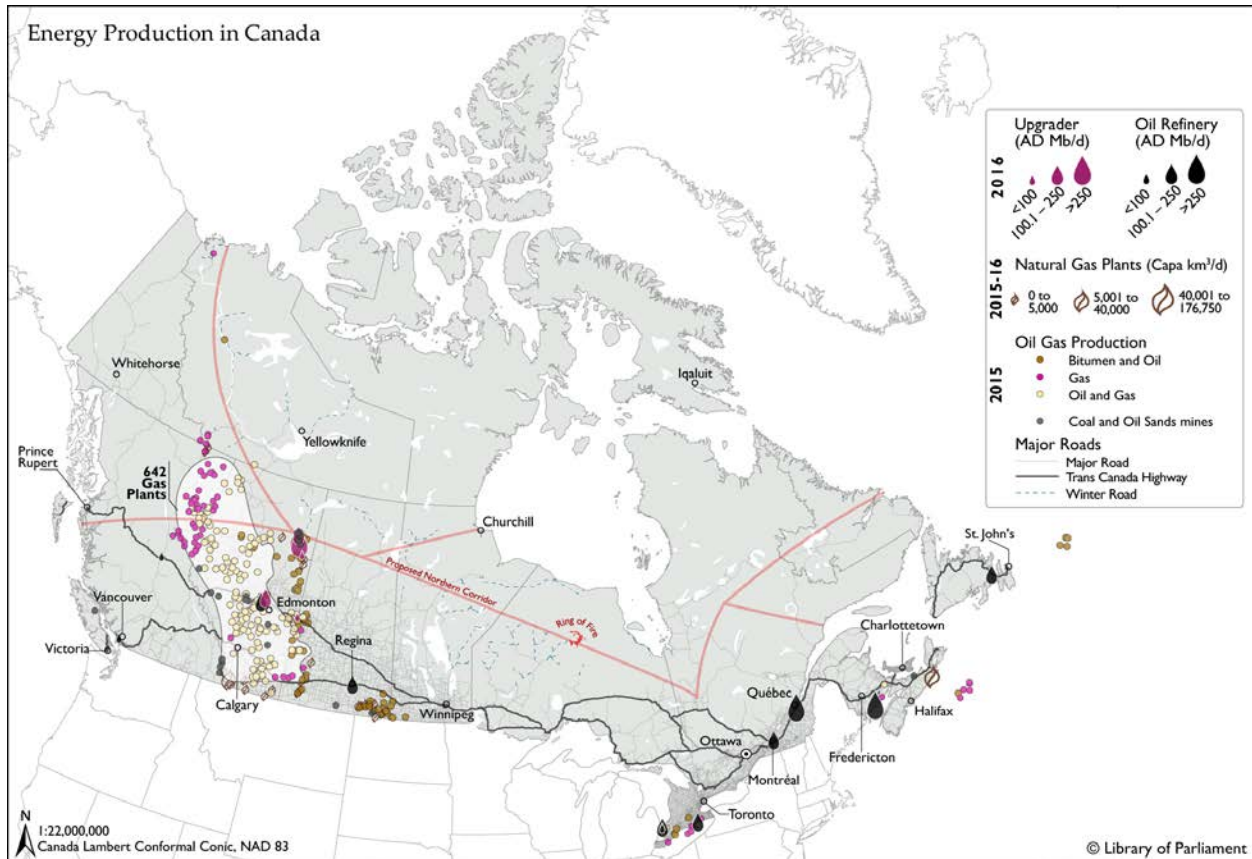 Energy Production in Canada
Upgrader
(AD Mb/d)
Oil Refinery
(AD Mb/d)
2016
<100
100.1 – 250
>250
<100
100.1 – 250
>250
2015-16
Natural Gas Plants (Capa km³/d)
0 to
5,000
5,001 to
40,000
40,001 to
176,750
2015
Oil Gas Production
Bitumen and Oil
Gas
Oil and Gas
Coal and Oil Sands mines
Major Roads
Major Road
Trans Canada Highway
Winter Road
Whitehorse
Iqaluit
Yellowknife
Prince
Rupert
642
Gas
Plants
Churchill
St. John's
Proposed Northern Corridor
Ring of Fire
Vancouver
Edmonton
Victoria
Regina
Charlottetown
Calgary
Winnipeg
Québec
Halifax
Ottawa
Fredericton
Montréal
Toronto
N
1:22,000,000
Canada Lambert Conformal Conic, NAD 83
© Library of Parliament